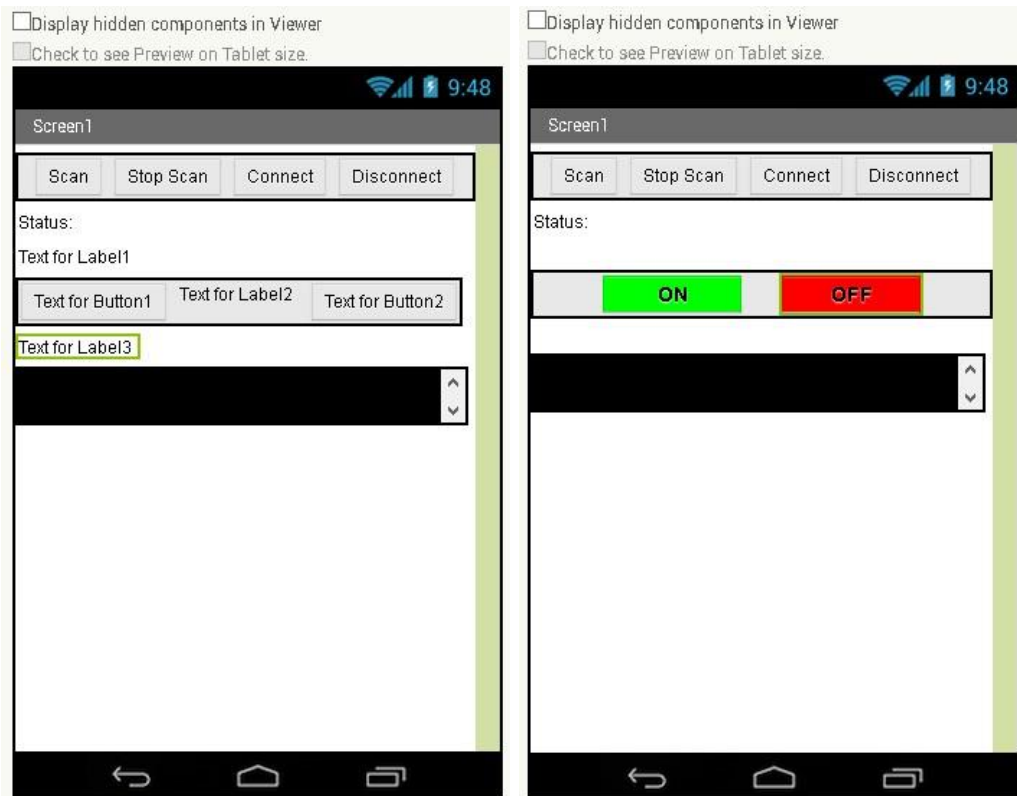 Display hidden components in Viewer
Check to see Preview on Tablet size.
9:48
Screen1
Scan Stop Scan Connect Disconnect
Status:
Text for Label1
Text for Button1 Text for Label2 Text for Button2
Text for Label3
Display hidden components in Viewer
Check to see Preview on Tablet size.
9:48
Screen1
Scan Stop Scan Connect Disconnect
Status:
ON OFF